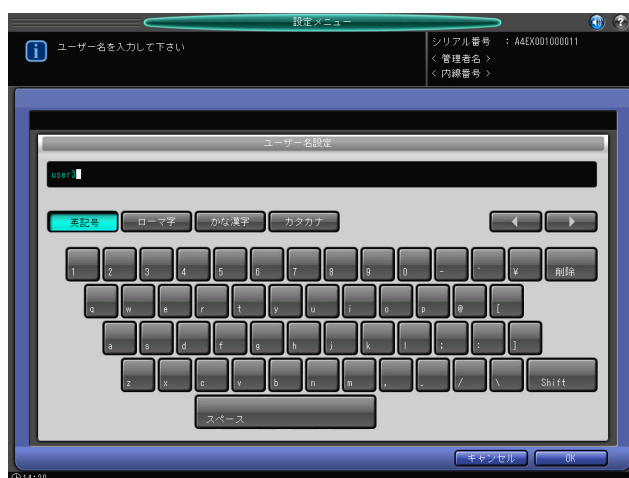 設定メニュー
ユーザー名を入力して下さい
シリアル番号 : A4EX001000011
< 管理者名 >
< 内線番号 >
ユーザー名設定
user3
英記号 ローマ字 かな漢字 カタカナ
1 2 3 4 5 6 7 8 9 0 - ^ ¥ 削除
q w e r t y u i o p @ [
a s d f g h j k l ; : ]
z x c v b n m , . / \ Shift
スペース
キャンセル OK